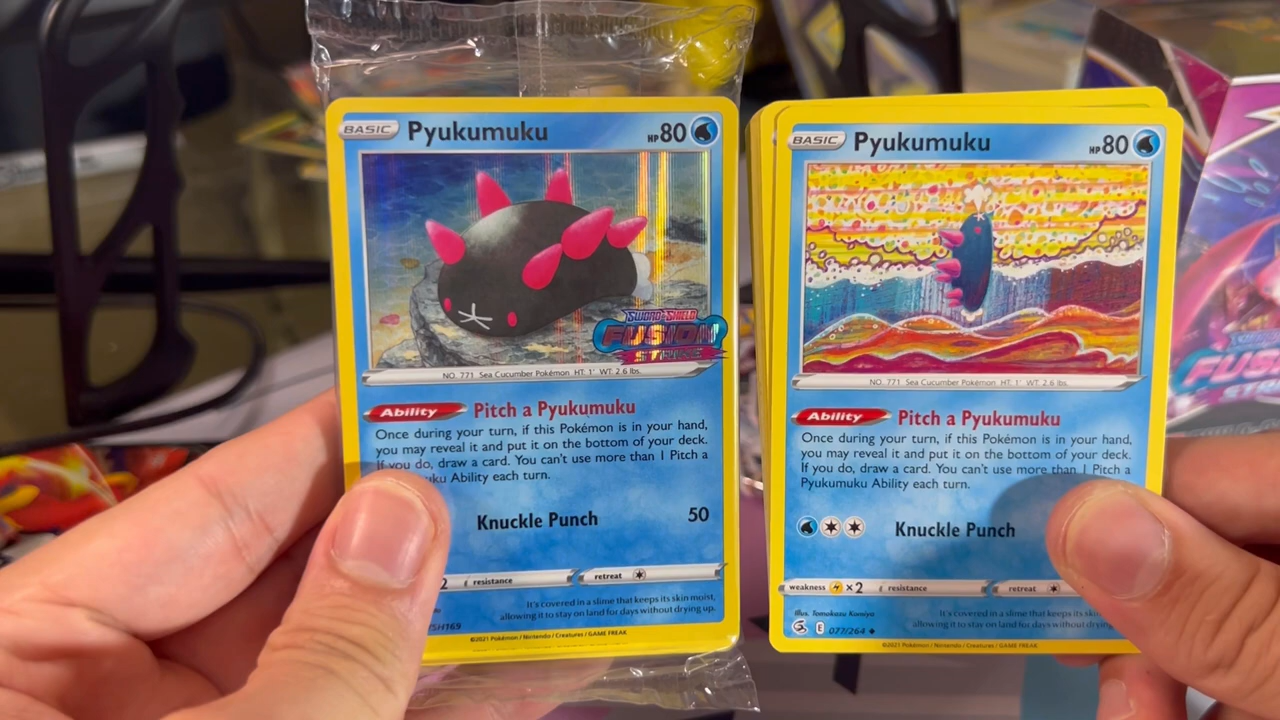 BASIC Pyukumuku HP 80
SWORD & SHIELD
FUSION
STRIKE
NO. 771 Sea Cucumber Pokémon HT: 1' WT: 2.6 lbs.
Ability Pitch a Pyukumuku
Once during your turn, if this Pokémon is in your hand,
you may reveal it and put it on the bottom of your deck.
If you do, draw a card. You can't use more than 1 Pitch a
uku Ability each turn.
Knuckle Punch 50
2 resistance retreat
It's covered in a slime that keeps its skin moist,
allowing it to stay on land for days without drying up.
SH169
©2021 Pokémon / Nintendo / Creatures / GAME FREAK
BASIC Pyukumuku HP 80
NO. 771 Sea Cucumber Pokémon HT: 1' WT: 2.6 lbs.
Ability Pitch a Pyukumuku
Once during your turn, if this Pokémon is in your hand,
you may reveal it and put it on the bottom of your deck.
If you do, draw a card. You can't use more than 1 Pitch a
Pyukumuku Ability each turn.
Knuckle Punch
weakness ×2 resistance retreat
Illus. Tomokazu Komiya
It's covered in a slime that keeps its skin
allowing it to stay on land for days without drying
E 077/264
©2021 Pokémon / Nintendo / Creatures / GAME FREAK
FUS